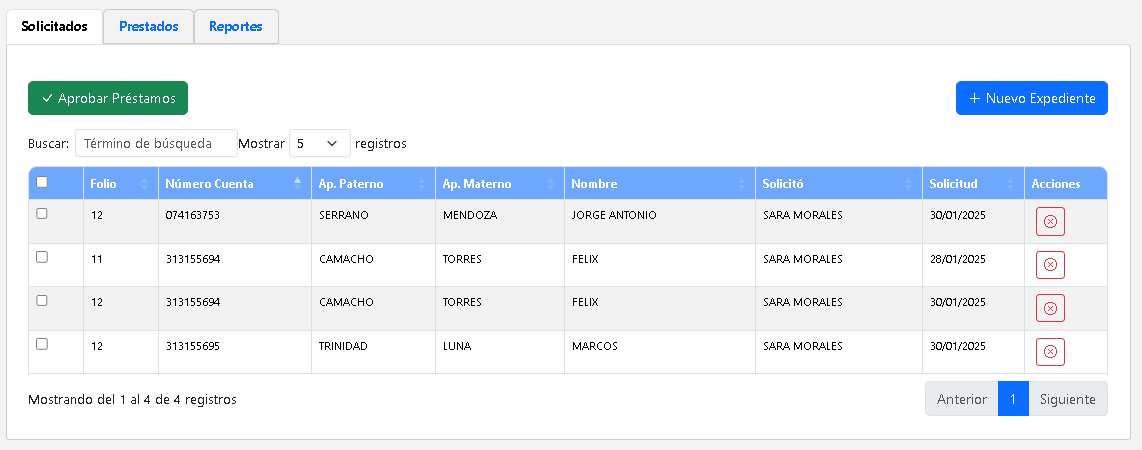 Solicitados Prestados Reportes
Aprobar Préstamos + Nuevo Expediente
Buscar: Término de búsqueda Mostrar 5 registros
Folio Número Cuenta Ap. Paterno Ap. Materno Nombre Solicitó Solicitud Acciones
12 074163753 SERRANO MENDOZA JORGE ANTONIO SARA MORALES 30/01/2025
11 313155694 CAMACHO TORRES FELIX SARA MORALES 28/01/2025
12 313155694 CAMACHO TORRES FELIX SARA MORALES 30/01/2025
12 313155695 TRINIDAD LUNA MARCOS SARA MORALES 30/01/2025
Mostrando del 1 al 4 de 4 registros Anterior 1 Siguiente